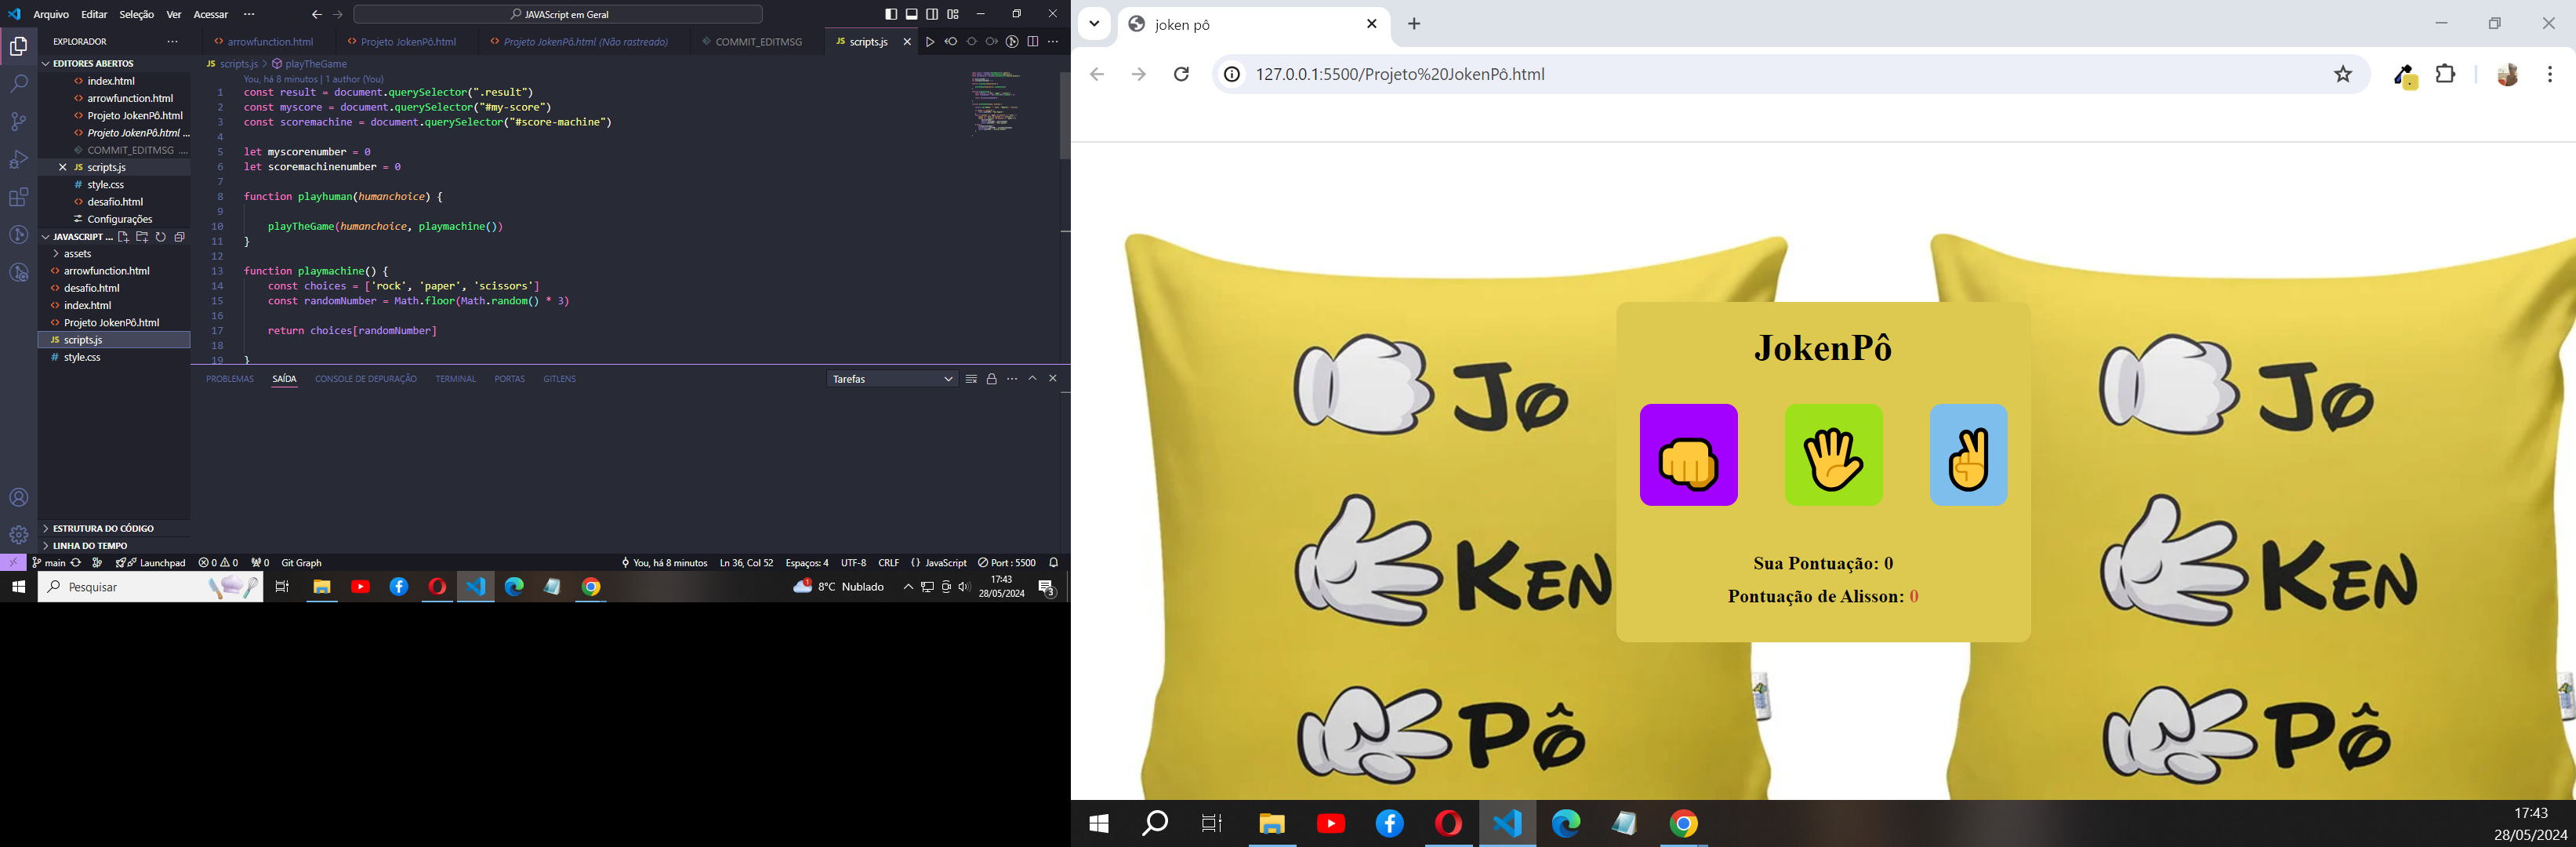 Arquivo Editar Seleção Ver Acessar ···
JAVAScript em Geral
EXPLORADOR ···
EDITORES ABERTOS
index.html
arrowfunction.html
Projeto JokenPô.html
Projeto JokenPô.html ...
COMMIT_EDITMSG ...
JS scripts.js
# style.css
desafio.html
Configurações
JAVASCRIPT ...
assets
arrowfunction.html
desafio.html
index.html
Projeto JokenPô.html
JS scripts.js
# style.css
ESTRUTURA DO CÓDIGO
LINHA DO TEMPO
arrowfunction.html
Projeto JokenPô.html
Projeto JokenPô.html (Não rastreado)
COMMIT_EDITMSG
JS scripts.js
JS scripts.js > playTheGame
You, há 8 minutos | 1 author (You)
1 const result = document.querySelector(".result")
2 const myscore = document.querySelector("#my-score")
3 const scoremachine = document.querySelector("#score-machine")
4
5 let myscorenumber = 0
6 let scoremachinenumber = 0
7
8 function playhuman(humanchoice) {
9
10 playTheGame(humanchoice, playmachine())
11 }
12
13 function playmachine() {
14 const choices = ['rock', 'paper', 'scissors']
15 const randomNumber = Math.floor(Math.random() * 3)
16
17 return choices[randomNumber]
18
19 }
PROBLEMAS SAÍDA CONSOLE DE DEPURAÇÃO TERMINAL PORTAS GITLENS
Tarefas
main Launchpad 0 0 0 Git Graph
You, há 8 minutos Ln 36, Col 52 Espaços: 4 UTF-8 CRLF {} JavaScript Port : 5500
Pesquisar
1
8°C Nublado
17:43
28/05/2024
3
joken pô
127.0.0.1:5500/Projeto%20JokenPô.html
Jo
Ken
Pô
JokenPô
Sua Pontuação: 0
Pontuação de Alisson: 0
Jo
Ken
Pô
17:43
28/05/2024